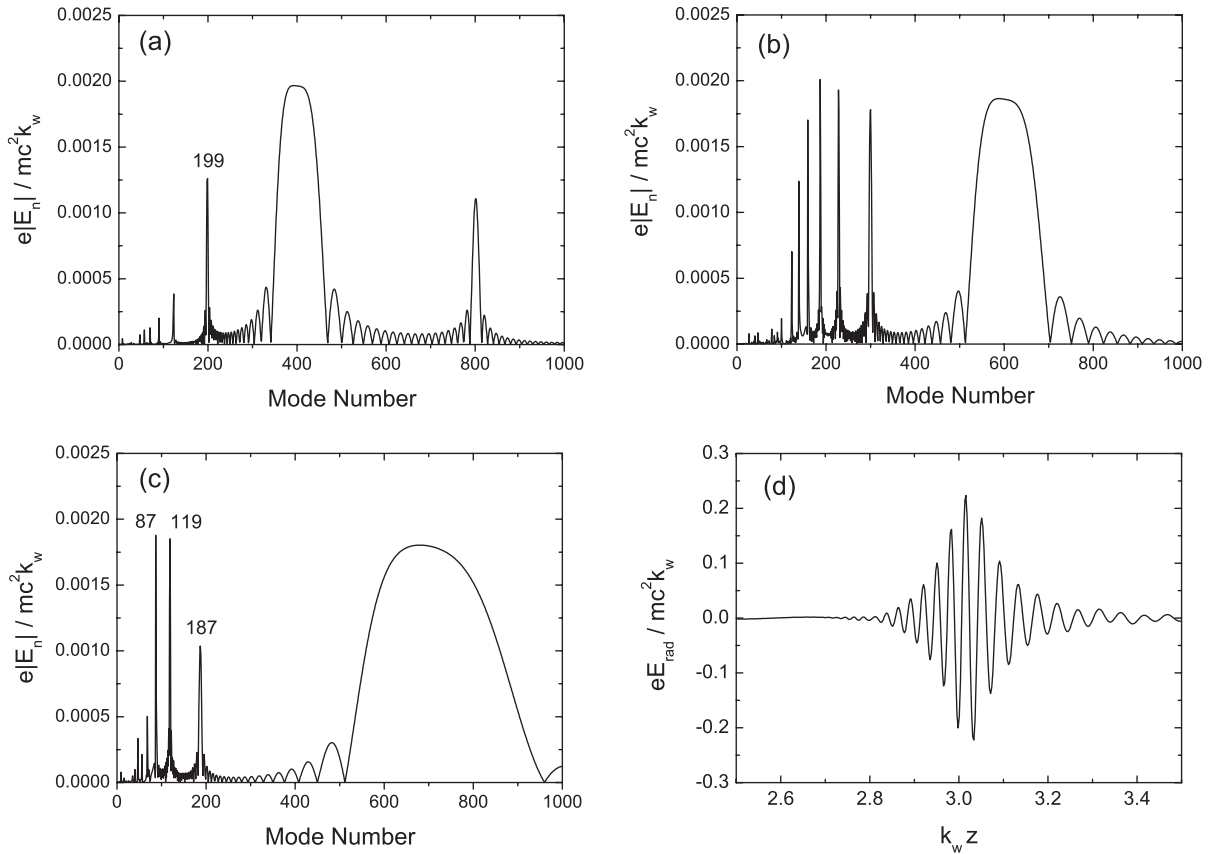 (a)
0.0025
0.0020
0.0015
0.0010
0.0005
0.0000
e|Eₙ| / mc²k_w
199
0 200 400 600 800 1000
Mode Number
(b)
0.0025
0.0020
0.0015
0.0010
0.0005
0.0000
e|Eₙ| / mc²k_w
0 200 400 600 800 1000
Mode Number
(c)
0.0025
0.0020
0.0015
0.0010
0.0005
0.0000
e|Eₙ| / mc²k_w
87 119
187
0 200 400 600 800 1000
Mode Number
(d)
0.3
0.2
0.1
0.0
-0.1
-0.2
-0.3
eE_rad / mc²k_w
2.6 2.8 3.0 3.2 3.4
k_w z